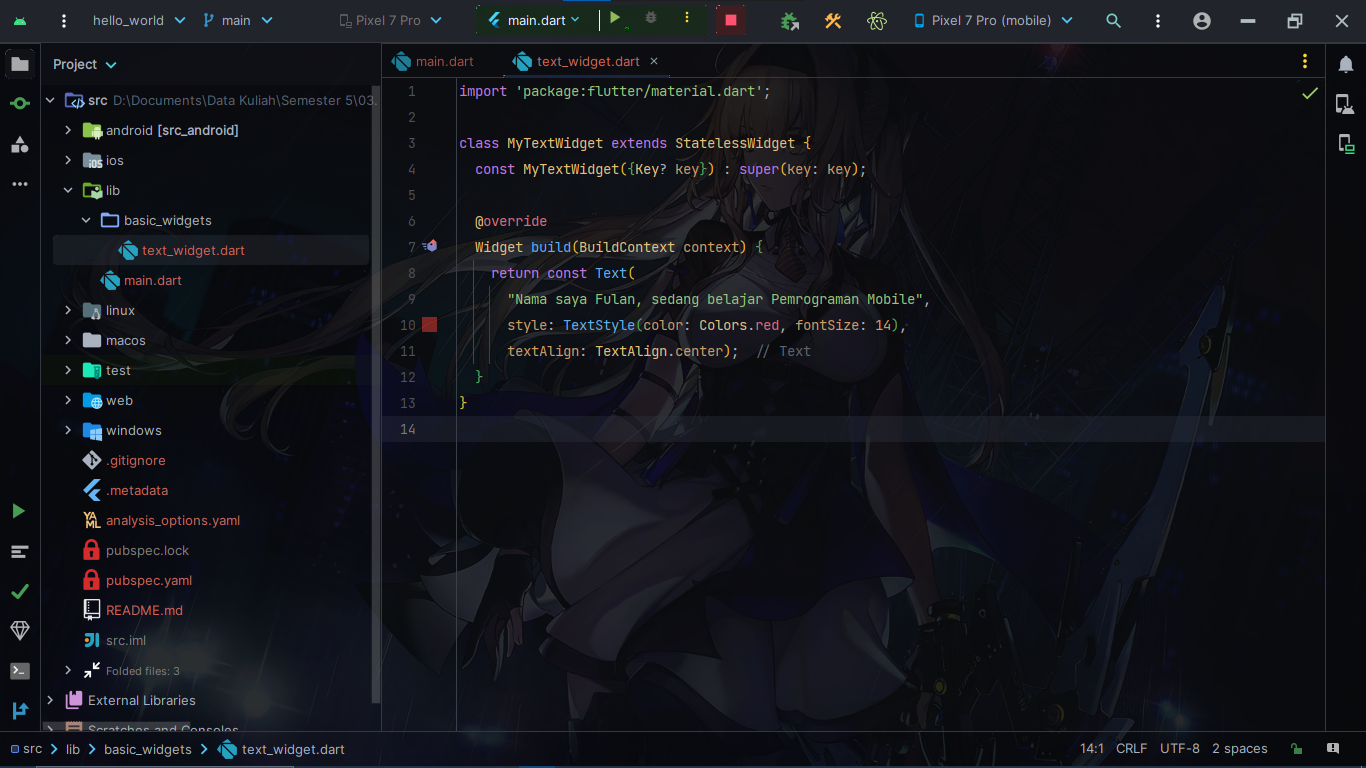 hello_world main Pixel 7 Pro main.dart Pixel 7 Pro (mobile)
Project
main.dart text_widget.dart
src D:\Documents\Data Kuliah\Semester 5\03.
android [src_android]
ios
lib
basic_widgets
text_widget.dart
main.dart
linux
macos
test
web
windows
.gitignore
.metadata
YAML analysis_options.yaml
pubspec.lock
pubspec.yaml
README.md
src.iml
Folded files: 3
External Libraries
Scratches and Consoles
1 import 'package:flutter/material.dart';
2
3 class MyTextWidget extends StatelessWidget {
4 const MyTextWidget({Key? key}) : super(key: key);
5
6 @override
7 Widget build(BuildContext context) {
8 return const Text(
9 "Nama saya Fulan, sedang belajar Pemrograman Mobile",
10 style: TextStyle(color: Colors.red, fontSize: 14),
11 textAlign: TextAlign.center); // Text
12 }
13 }
14
src lib basic_widgets text_widget.dart 14:1 CRLF UTF-8 2 spaces